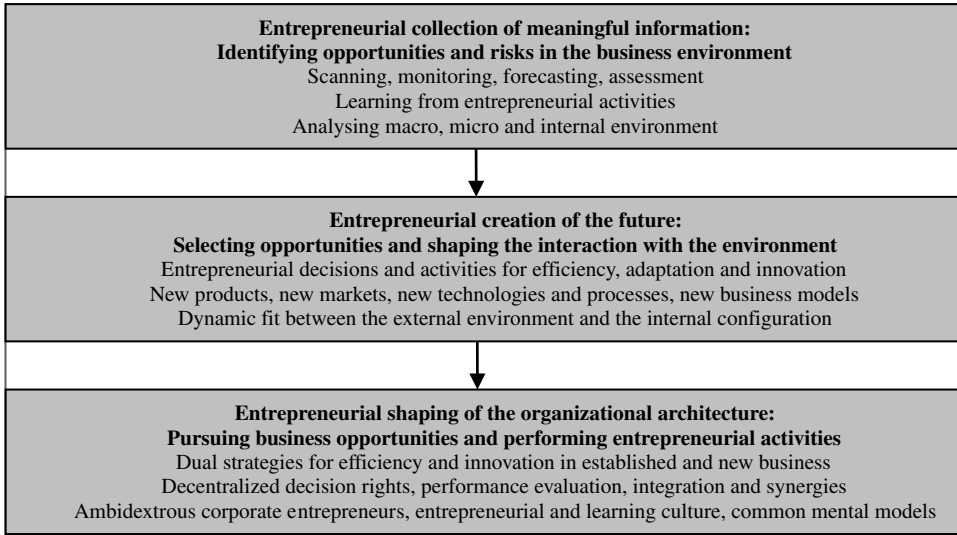 Entrepreneurial collection of meaningful information:
Identifying opportunities and risks in the business environment
Scanning, monitoring, forecasting, assessment
Learning from entrepreneurial activities
Analysing macro, micro and internal environment
Entrepreneurial creation of the future:
Selecting opportunities and shaping the interaction with the environment
Entrepreneurial decisions and activities for efficiency, adaptation and innovation
New products, new markets, new technologies and processes, new business models
Dynamic fit between the external environment and the internal configuration
Entrepreneurial shaping of the organizational architecture:
Pursuing business opportunities and performing entrepreneurial activities
Dual strategies for efficiency and innovation in established and new business
Decentralized decision rights, performance evaluation, integration and synergies
Ambidextrous corporate entrepreneurs, entrepreneurial and learning culture, common mental models